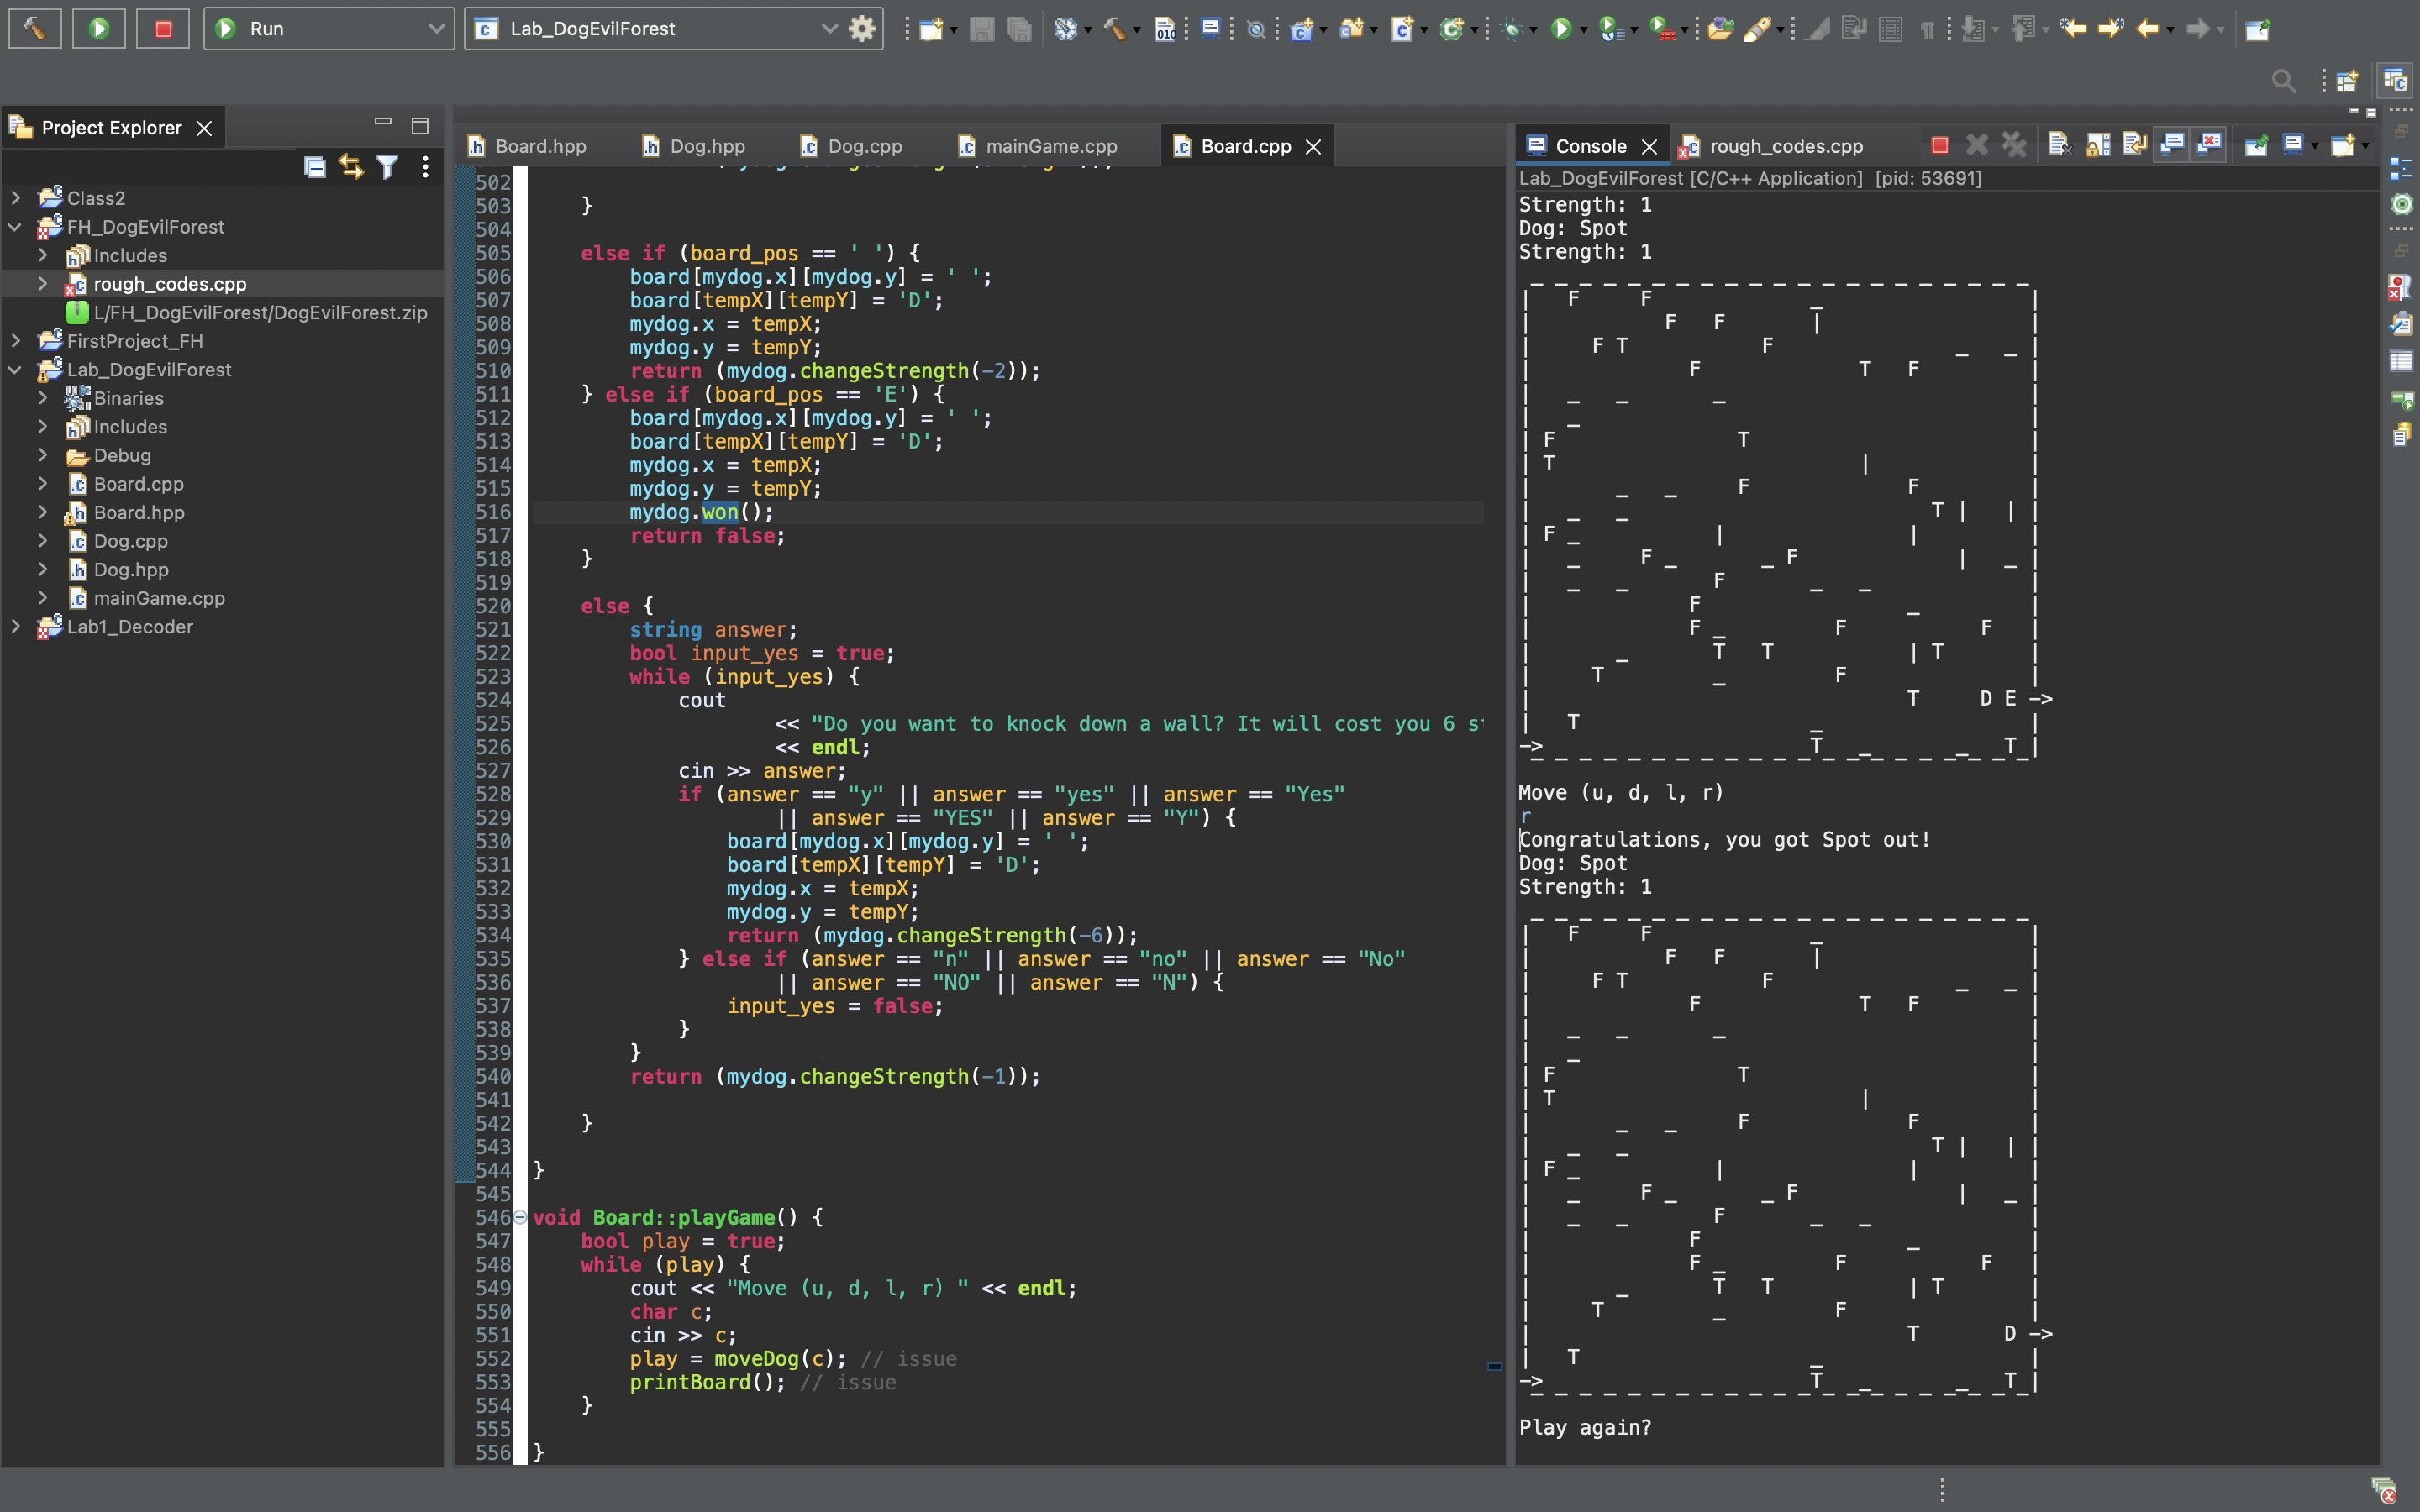 Run
Lab_DogEvilForest
Project Explorer
Class2
FH_DogEvilForest
Includes
rough_codes.cpp
L/FH_DogEvilForest/DogEvilForest.zip
FirstProject_FH
Lab_DogEvilForest
Binaries
Includes
Debug
Board.cpp
Board.hpp
Dog.cpp
Dog.hpp
mainGame.cpp
Lab1_Decoder
Board.hpp
Dog.hpp
Dog.cpp
mainGame.cpp
Board.cpp
502
503 }
504
505 else if (board_pos == ' ') {
506 board[mydog.x][mydog.y] = ' ';
507 board[tempX][tempY] = 'D';
508 mydog.x = tempX;
509 mydog.y = tempY;
510 return (mydog.changeStrength(-2));
511 } else if (board_pos == 'E') {
512 board[mydog.x][mydog.y] = ' ';
513 board[tempX][tempY] = 'D';
514 mydog.x = tempX;
515 mydog.y = tempY;
516 mydog.won();
517 return false;
518 }
519
520 else {
521 string answer;
522 bool input_yes = true;
523 while (input_yes) {
524 cout
525 << "Do you want to knock down a wall? It will cost you 6
526 << endl;
527 cin >> answer;
528 if (answer == "y" || answer == "yes" || answer == "Yes"
529 || answer == "YES" || answer == "Y") {
530 board[mydog.x][mydog.y] = ' ';
531 board[tempX][tempY] = 'D';
532 mydog.x = tempX;
533 mydog.y = tempY;
534 return (mydog.changeStrength(-6));
535 } else if (answer == "n" || answer == "no" || answer == "No"
536 || answer == "NO" || answer == "N") {
537 input_yes = false;
538 }
539 }
540 return (mydog.changeStrength(-1));
541
542 }
543
544 }
545
546 void Board::playGame() {
547 bool play = true;
548 while (play) {
549 cout << "Move (u, d, l, r) " << endl;
550 char c;
551 cin >> c;
552 play = moveDog(c); // issue
553 printBoard(); // issue
554 }
555
556 }
Console
rough_codes.cpp
Lab_DogEvilForest [C/C++ Application] [pid: 53691]
Strength: 1
Dog: Spot
Strength: 1
 - - - - - - - - - - - - - - - - - - - - -
| F F _ |
| F F | |
| F T F _ _ |
| F T F |
| _ _ _ |
| _ |
| F T |
| T | |
| _ _ F F |
| _ _ T | | |
| F _ | | |
| _ F _ _ F | _ |
| _ _ F _ _ |
| F _ |
| F _ F F |
| _ T T | T |
| T _ F |
| T D E ->
| T _ |
-> T _ _ T |
 - - - - - - - - - - - - - - - - - - - - -
Move (u, d, l, r)
r
Congratulations, you got Spot out!
Dog: Spot
Strength: 1
 - - - - - - - - - - - - - - - - - - - - -
| F F _ |
| F F | |
| F T F _ _ |
| F T F |
| _ _ _ |
| _ |
| F T |
| T | |
| _ _ F F |
| _ _ T | | |
| F _ | | |
| _ F _ _ F | _ |
| _ _ F _ _ |
| F _ |
| F _ F F |
| _ T T | T |
| T _ F |
| T D ->
| T _ |
-> T _ _ T |
 - - - - - - - - - - - - - - - - - - - - -
Play again?